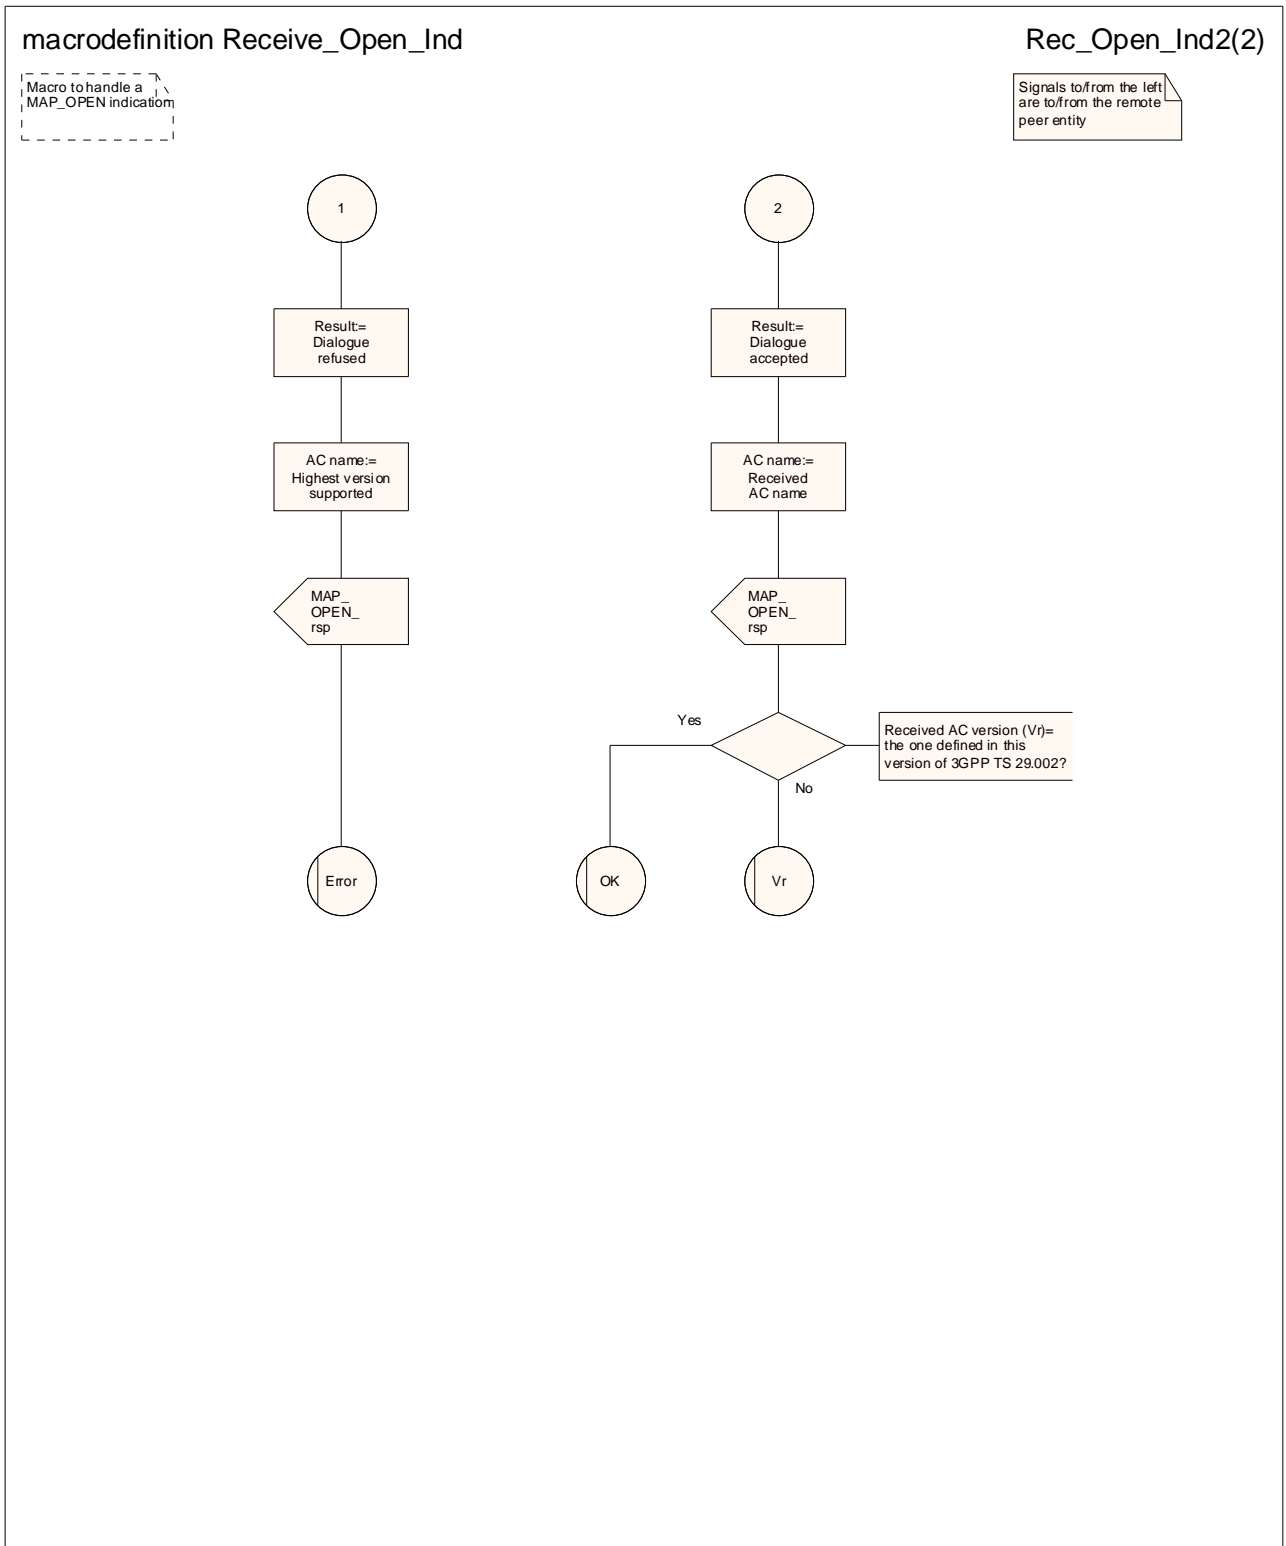 macrodefinition Receive_Open_Ind
Rec_Open_Ind2(2)
Macro to handle a
MAP_OPEN indication
Signals to/from the left
are to/from the remote
peer entity
1
2
Result:=
Dialogue
refused
Result:=
Dialogue
accepted
AC name:=
Highest version
supported
AC name:=
Received
AC name
MAP_
OPEN_
rsp
MAP_
OPEN_
rsp
Yes
Received AC version (Vr)=
the one defined in this
version of 3GPP TS 29.002?
No
Error
OK
Vr